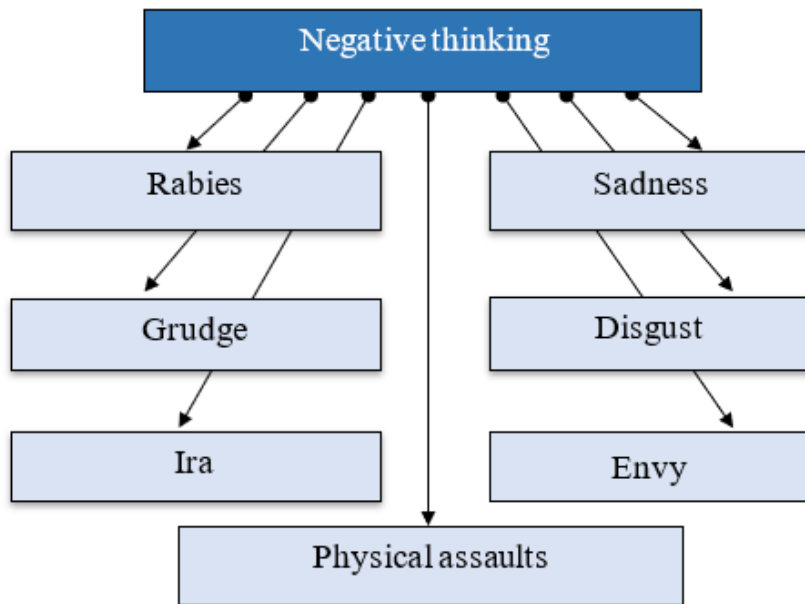 Negative thinking
Rabies
Sadness
Grudge
Disgust
Ira
Envy
Physical assaults